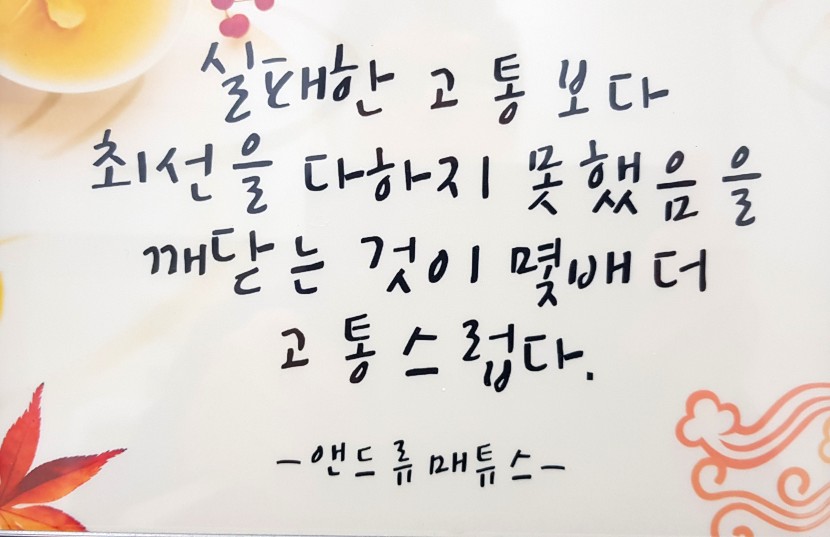 실패한 고통보다
최선을 다하지 못했음을
깨닫는 것이 몇배 더
고통스럽다.
-앤드류 매튜스-